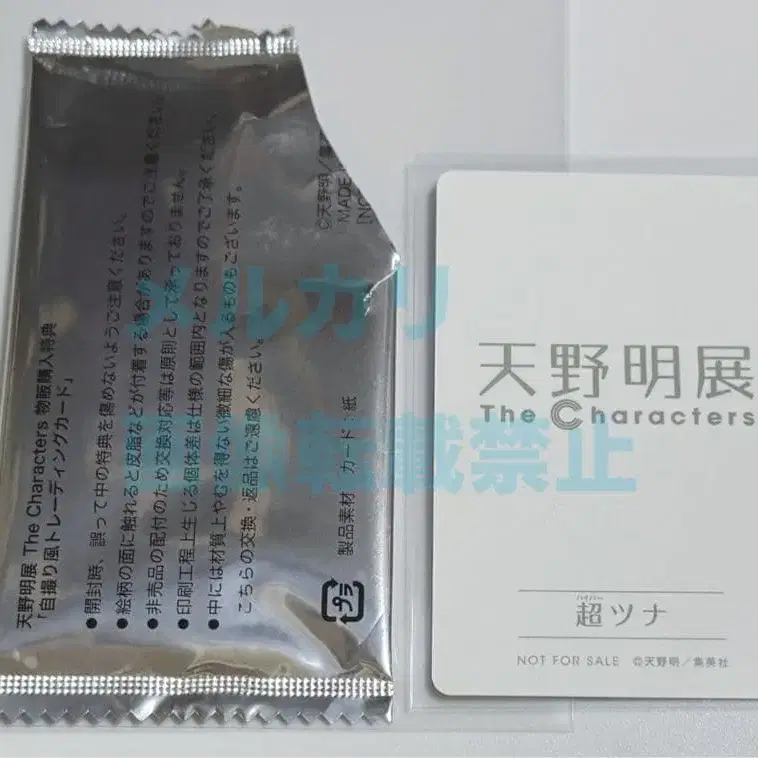 天野明展 The Characters 物販購入特典
「自撮り風トレーディングカード」
●開封時、誤って中の特典を傷めないようご注意ください。
●絵柄の面に触れると皮脂などが付着する場合がありますのでご注意ください。
●非売品の配付のため交換対応等は原則として承っておりません。
●印刷工程上生じる個体差は仕様の範囲内となりますのでご了承ください。
●中には材質上やむを得ない微細な傷が入るものもございます。
こちらの交換・返品はご遠慮ください。
製品素材 カード：紙
プラ
©天野明／集
MADE
[NO
メルカリ
転載禁止
天野明展
The Characters
ハイパー
超ツナ
NOT FOR SALE ©天野明／集英社